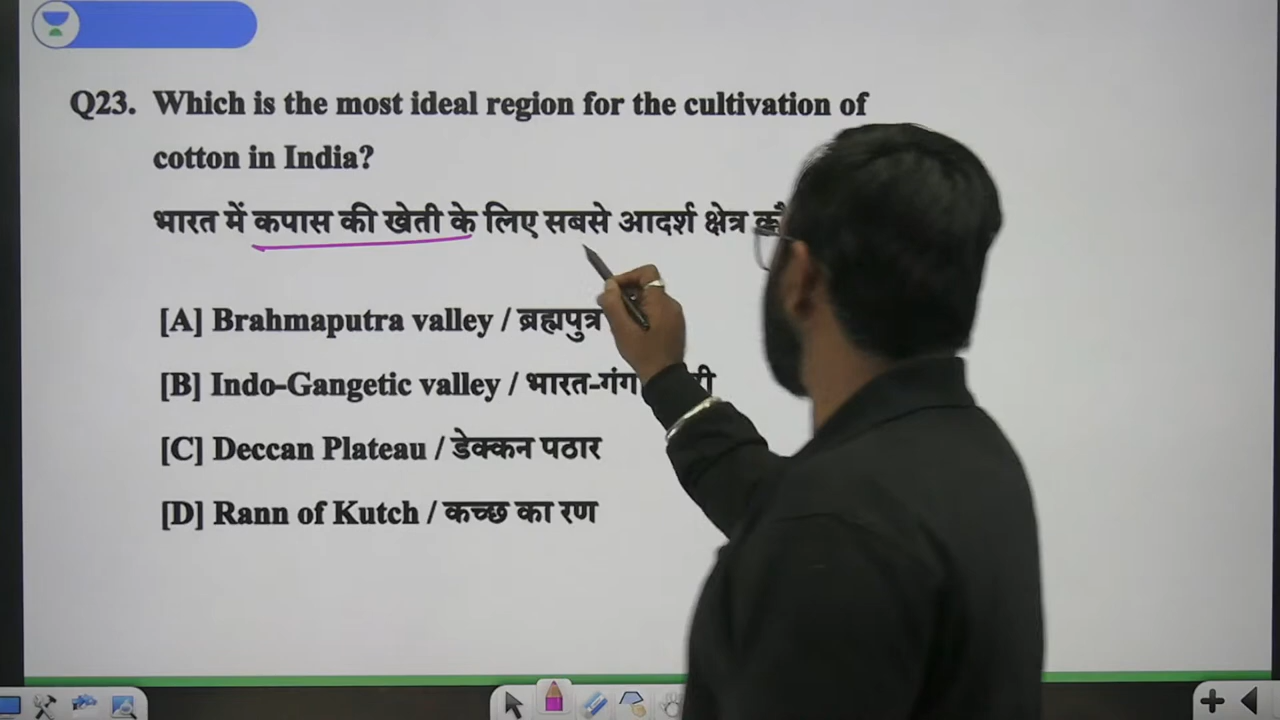 Q23. Which is the most ideal region for the cultivation of
cotton in India?
भारत में कपास की खेती के लिए सबसे आदर्श क्षेत्र
[A] Brahmaputra valley / ब्रह्मपुत्र
[B] Indo-Gangetic valley / भारत-गंग
[C] Deccan Plateau / डेक्कन पठार
[D] Rann of Kutch / कच्छ का रण